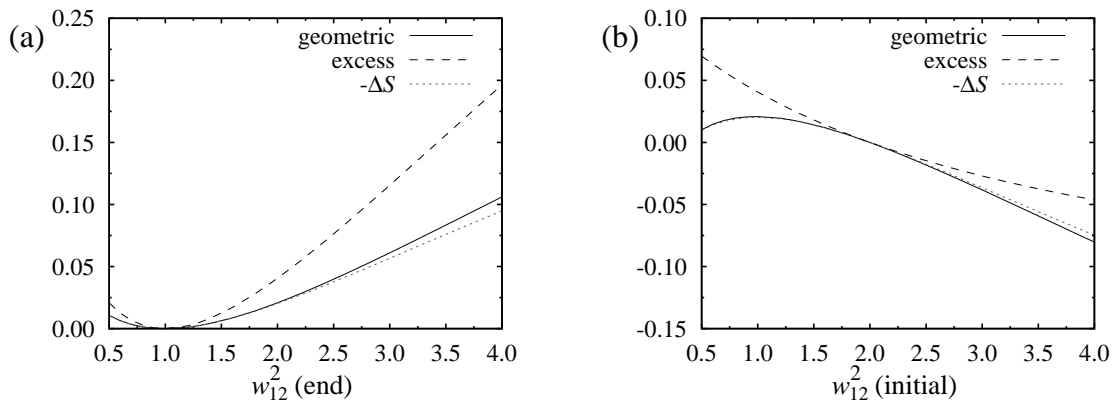 (a)
0.25
0.20
0.15
0.10
0.05
0.00
geometric
excess
-ΔS
0.5 1.0 1.5 2.0 2.5 3.0 3.5 4.0
w₁₂² (end)
(b)
0.10
0.05
0.00
-0.05
-0.10
-0.15
geometric
excess
-ΔS
0.5 1.0 1.5 2.0 2.5 3.0 3.5 4.0
w₁₂² (initial)